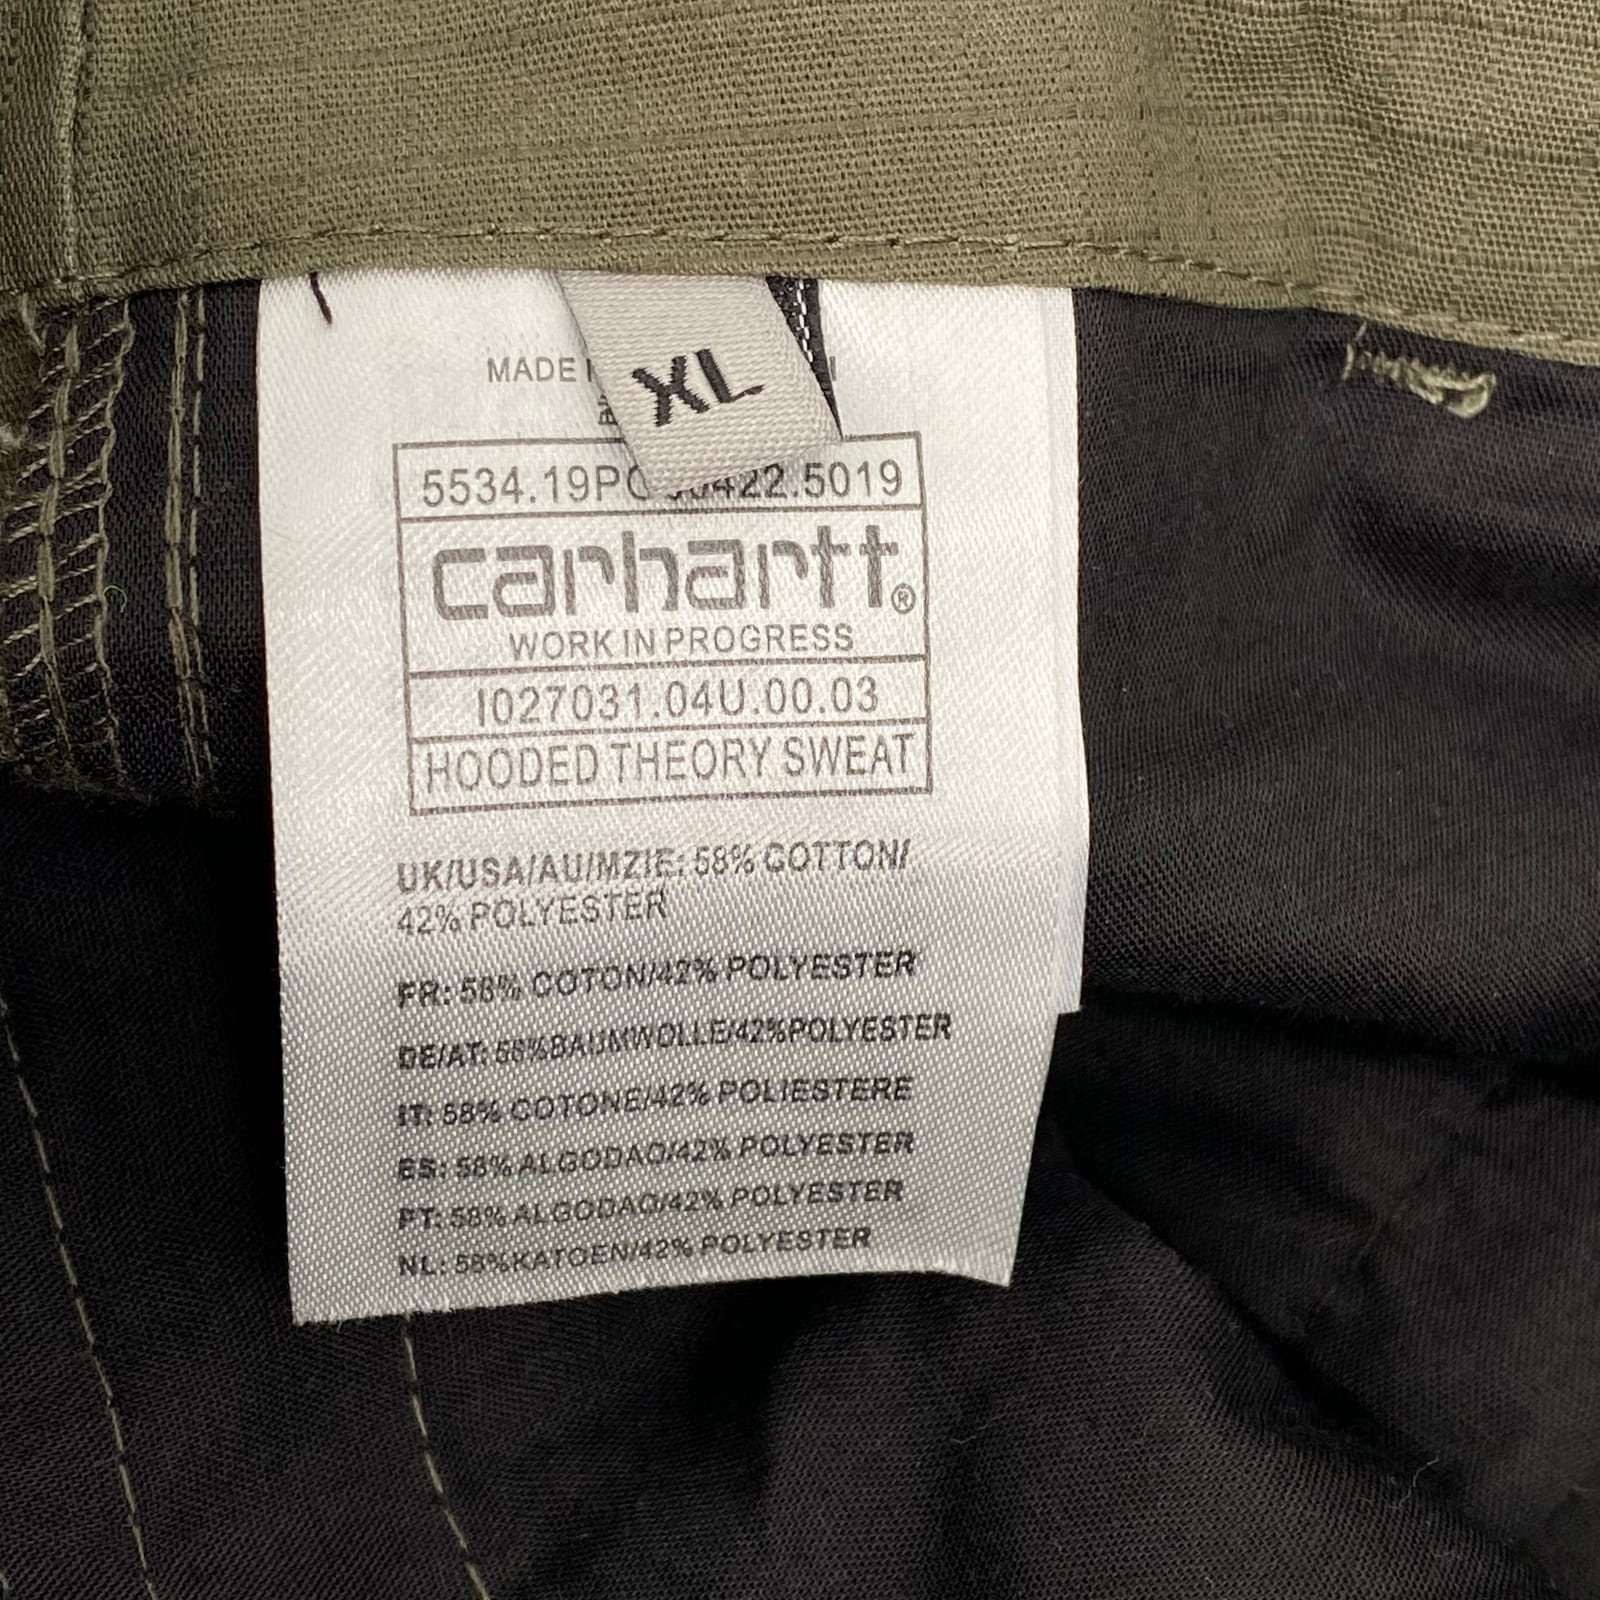 XL
MADE
5534.19P 422.5019
carhartt®
WORK IN PROGRESS
I027031.04U.00.03
HOODED THEORY SWEAT
UK/USA/AU/MZIE: 58% COTTON/
42% POLYESTER
FR: 58% COTON/42% POLYESTER
DE/AT: 58%BAUMWOLLE/42%POLYESTER
IT: 58% COTONE/42% POLIESTERE
ES: 58% ALGODAO/42% POLYESTER
PT: 58% ALGODAO/42% POLYESTER
NL: 58%KATOEN/42% POLYESTER